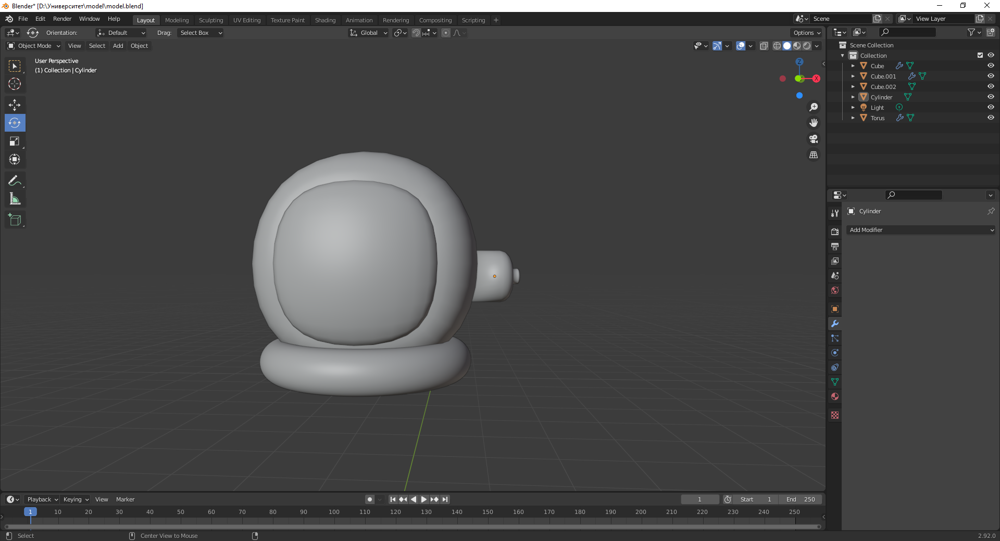 Blender* [D:\Университет\model\model.blend]
File Edit Render Window Help Layout Modeling Sculpting UV Editing Texture Paint Shading Animation Rendering Compositing Scripting + Scene View Layer
Orientation: Default Drag: Select Box Global Options
Object Mode View Select Add Object
User Perspective
(1) Collection | Cylinder
Z
X
Scene Collection
Collection
Cube
Cube.001
Cube.002
Cylinder
Light
Torus
Cylinder
Add Modifier
Playback Keying View Marker 1 Start 1 End 250
1 10 20 30 40 50 60 70 80 90 100 110 120 130 140 150 160 170 180 190 200 210 220 230 240 250
Select Center View to Mouse 2.92.0